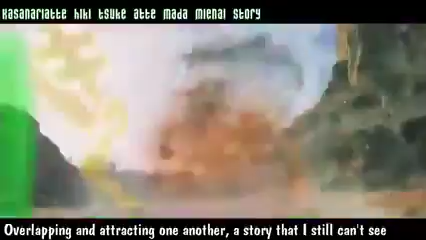 Kasanariatte hiki tsuke atte mada mienai story
Overlapping and attracting one another, a story that I still can't see